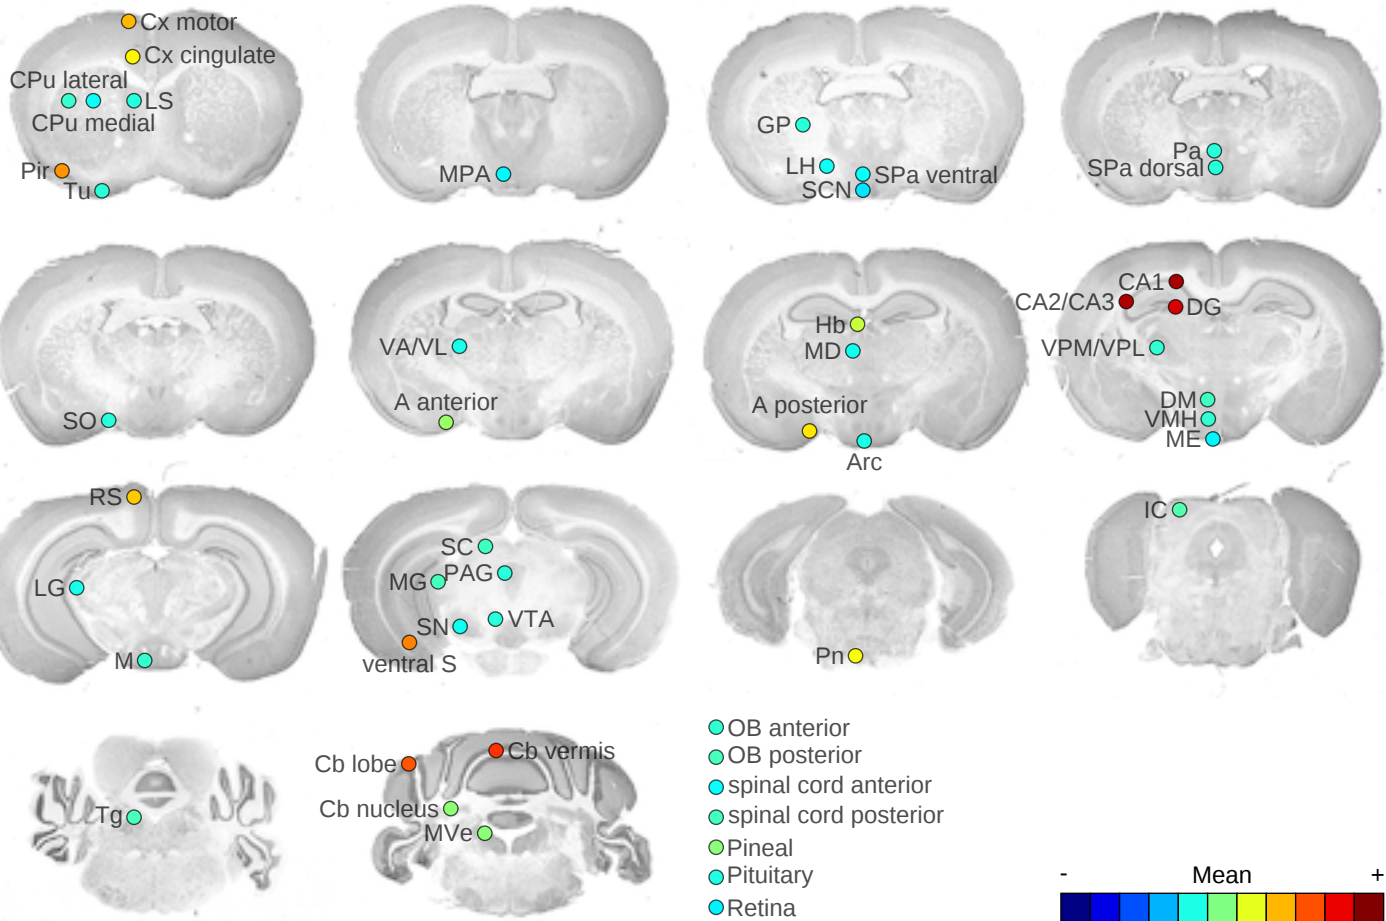 Cx motor
Cx cingulate
CPu lateral
LS
CPu medial
Pir
Tu
MPA
GP
LH
SPa ventral
SCN
Pa
SPa dorsal
SO
VA/VL
A anterior
Hb
MD
A posterior
Arc
CA1
CA2/CA3
DG
VPM/VPL
DM
VMH
ME
RS
LG
M
SC
MG
PAG
SN
VTA
ventral S
Pn
IC
Tg
Cb lobe
Cb vermis
Cb nucleus
MVe
OB anterior
OB posterior
spinal cord anterior
spinal cord posterior
Pineal
Pituitary
Retina
- Mean +